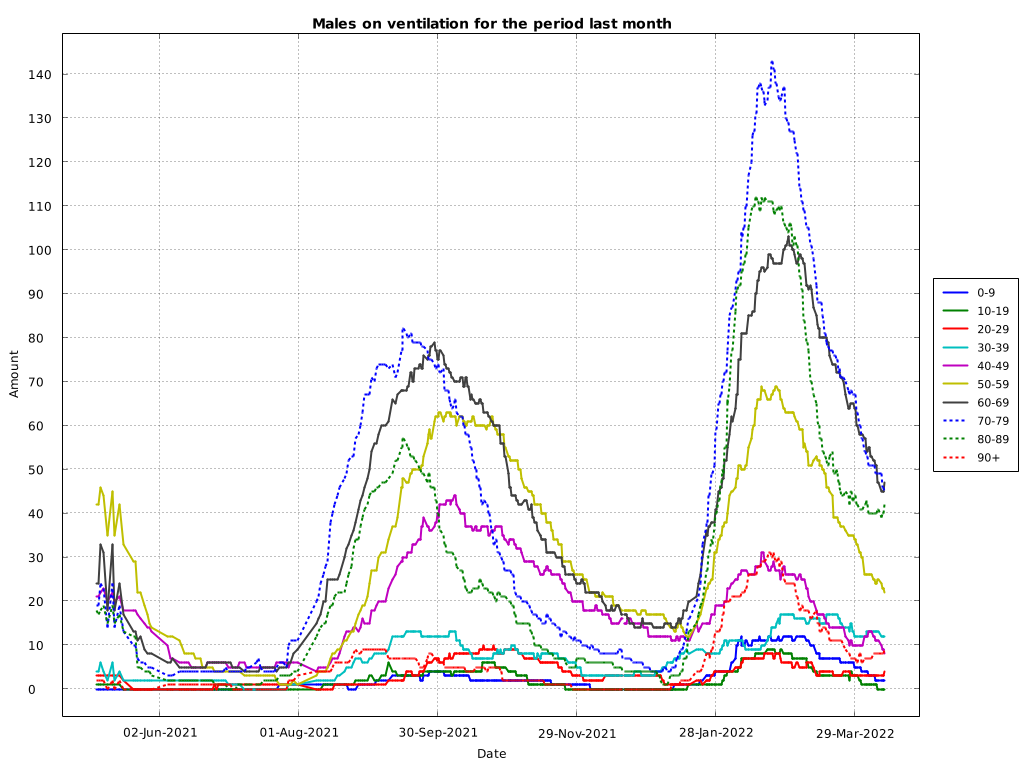 Males on ventilation for the period last month
140
130
120
110
100
90
80
70
60
50
40
30
20
10
0
Amount
02-Jun-2021
01-Aug-2021
30-Sep-2021
29-Nov-2021
28-Jan-2022
29-Mar-2022
Date
0-9
10-19
20-29
30-39
40-49
50-59
60-69
70-79
80-89
90+